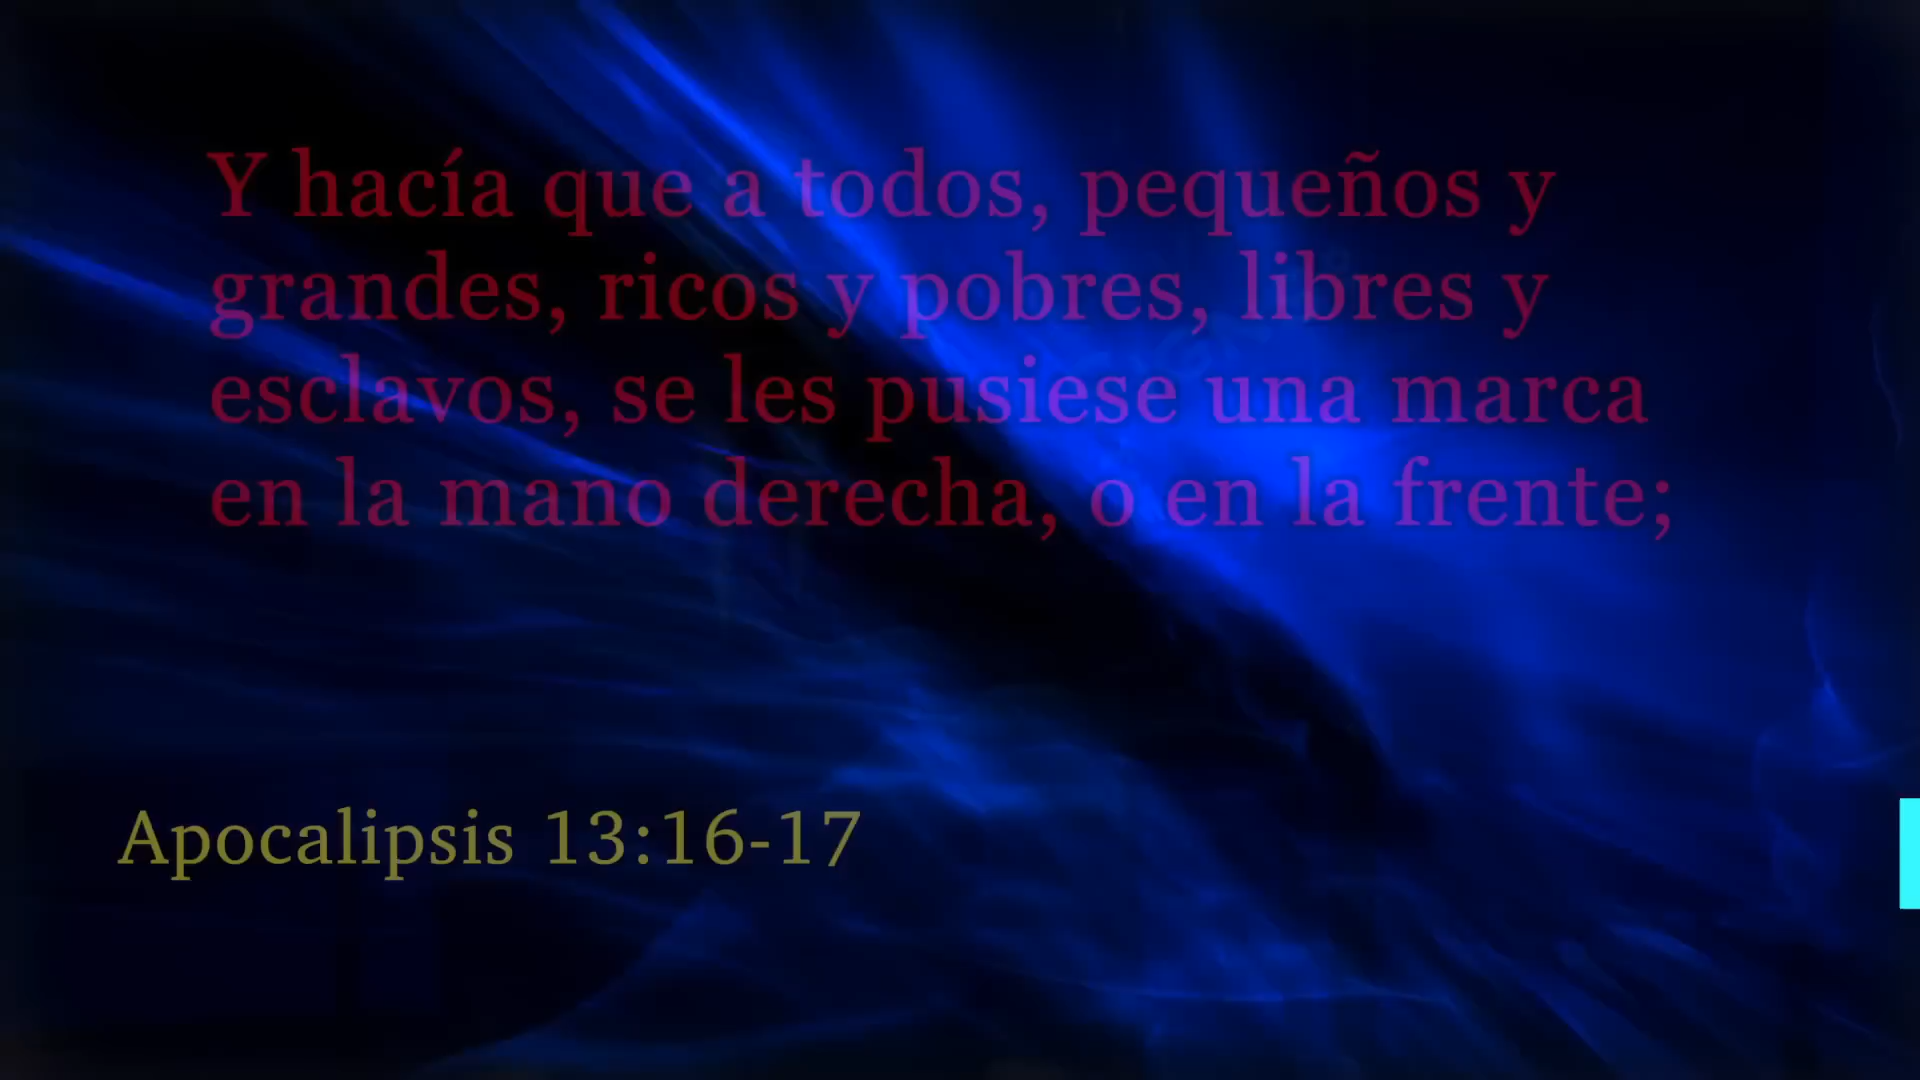 Y hacía que a todos, pequeños y
grandes, ricos y pobres, libres y
esclavos, se les pusiese una marca
en la mano derecha, o en la frente;
Apocalipsis 13:16-17